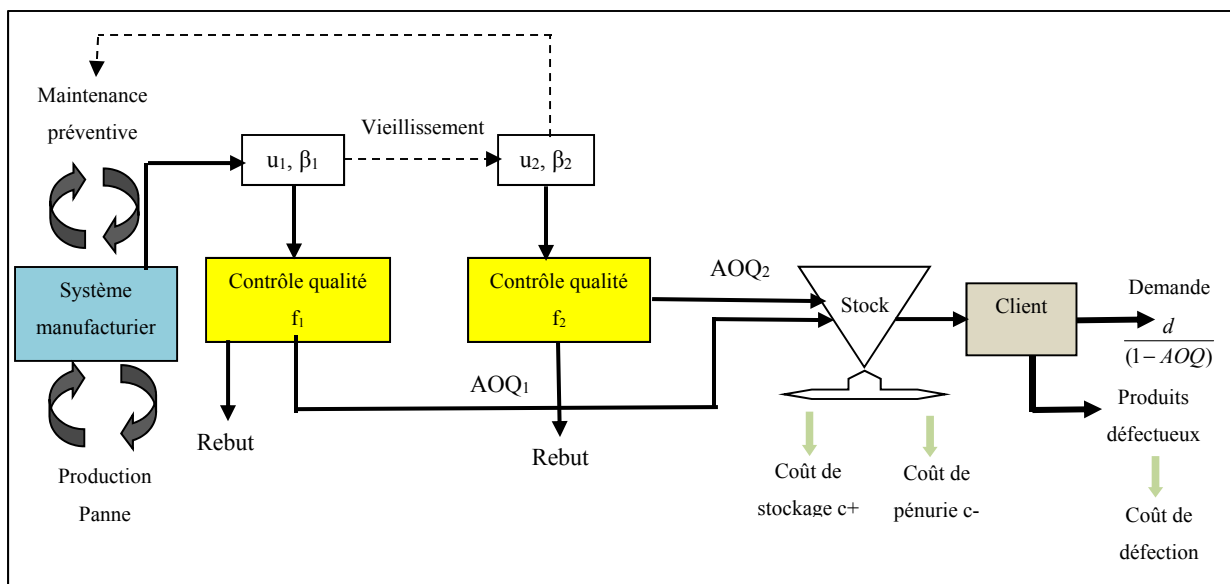 Maintenance
préventive
u₁, β₁
Vieillissement
u₂, β₂
Système
manufacturier
Contrôle qualité
f₁
Contrôle qualité
f₂
AOQ₂
Stock
Client
Demande
d
(1− AOQ)
AOQ₁
Rebut
Rebut
Produits
défectueux
Production
Panne
Coût de
stockage c+
Coût de
pénurie c-
Coût de
défection